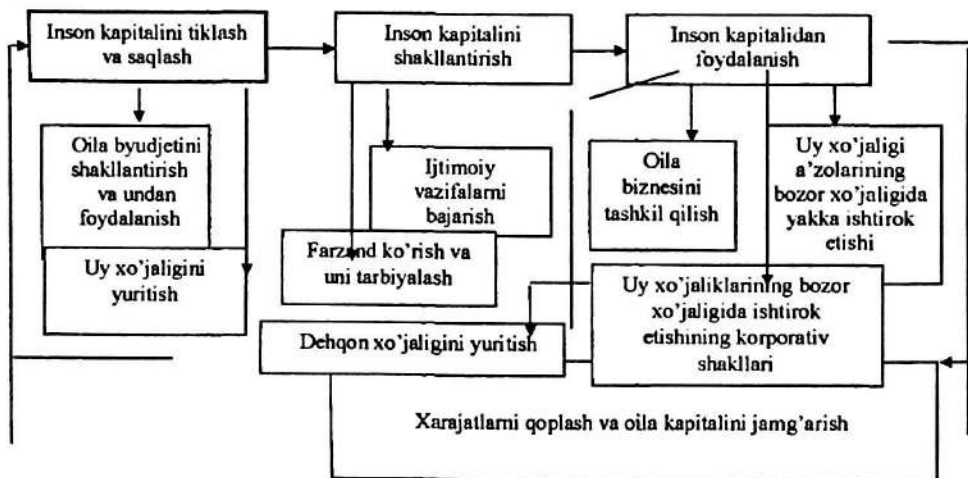 Inson kapitalini tiklash
va saqlash
Inson kapitalini
shakllantirish
Inson kapitalidan
foydalanish
Oila byudjetini
shakllantirish
va undan
foydalanish
Uy xo’jaligini
yuritish
Ijtimoiy
vazifalarni
bajarish
Farzand ko’rish va
uni tarbiyalash
Oila
biznesini
tashkil qilish
Uy xo’jaligi
a’zolarining
bozor xo’jaligida
yakka ishtirok
etishi
Uy xo’jaliklarining bozor
xo’jaligida ishtirok
etishining korporativ
shakllari
Dehqon xo’jaligini yuritish
Xarajatlarni qoplash va oila kapitalini jamg’arish